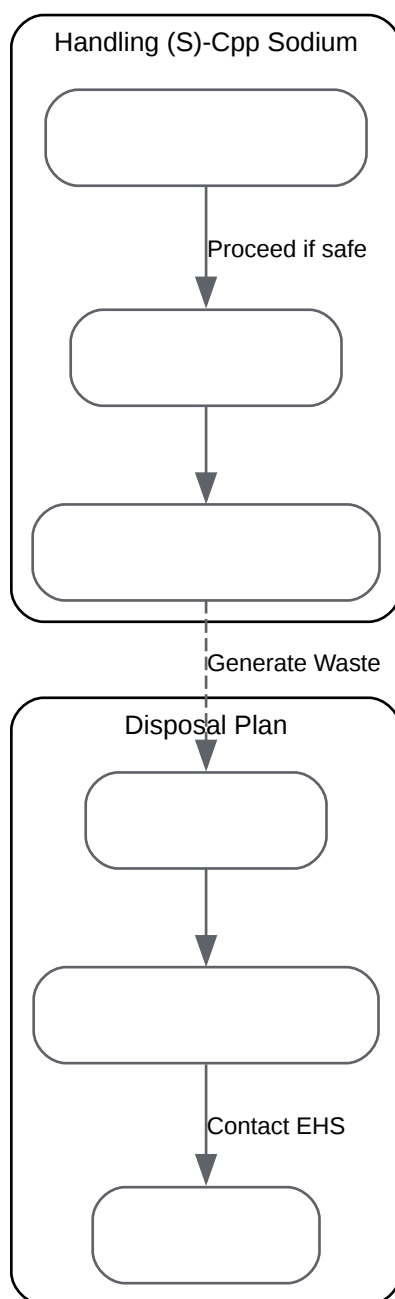 Handling (S)-Cpp Sodium
Proceed if safe
Generate Waste
Disposal Plan
Contact EHS